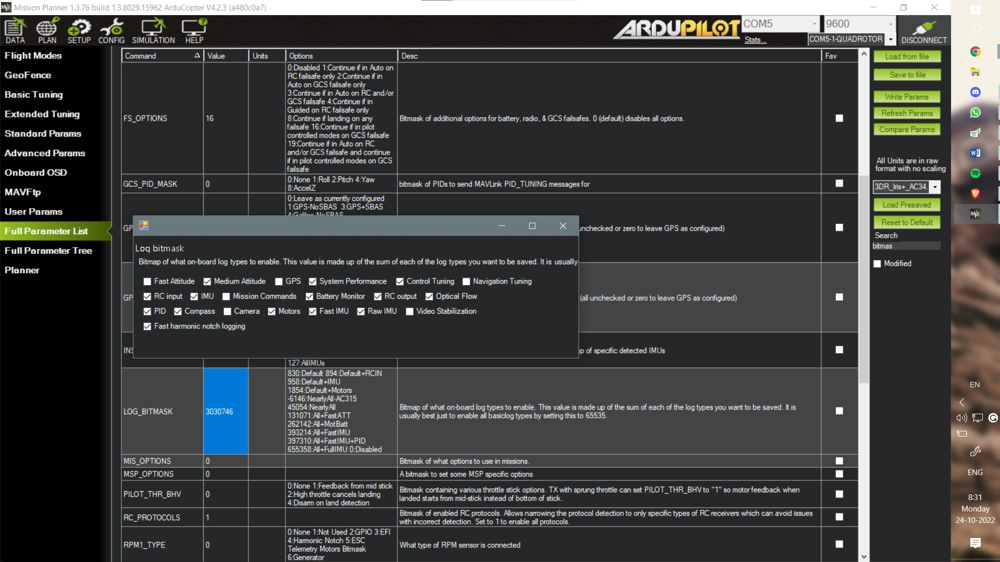 Mission Planner 1.3.76 build 1.3.8029.15962 ArduCopter V4.2.3 (a480c0a7)
DATA
PLAN
SETUP
CONFIG
SIMULATION
HELP
ARDUPILOT
COM5
9600
Stats...
COM5-1-QUADROTOR
DISCONNECT
Flight Modes
GeoFence
Basic Tuning
Extended Tuning
Standard Params
Advanced Params
Onboard OSD
MAVFtp
User Params
Full Parameter List
Full Parameter Tree
Planner
Command Value Units Options Desc Fav
FS_OPTIONS
16
0:Disabled 1:Continue if in Auto on
RC failsafe only 2:Continue if in
Auto on GCS failsafe only
3:Continue if in Auto on RC and/or
GCS failsafe 4:Continue if in
Guided on RC failsafe only
8:Continue if landing on any
failsafe 16:Continue if in pilot
controlled modes on GCS failsafe
19:Continue if in Auto on RC
and/or GCS failsafe and continue
if in pilot controlled modes on GCS
failsafe
Bitmask of additional options for battery, radio, & GCS failsafes. 0 (default) disables all options.
GCS_PID_MASK
0
0:None 1:Roll 2:Pitch 4:Yaw
8:AccelZ
bitmask of PIDs to send MAVLink PID_TUNING messages for
GP
0:Leave as currently configured
1:GPS-NoSBAS 3:GPS+SBAS
4:Galileo-NoSBAS
unchecked or zero to leave GPS as configured)
Log bitmask
Bitmap of what on-board log types to enable. This value is made up of the sum of each of the log types you want to be saved. It is usually
Fast Attitude Medium Attitude GPS System Performance Control Tuning Navigation Tuning
RC input IMU Mission Commands Battery Monitor RC output Optical Flow
PID Compass Camera Motors Fast IMU Raw IMU Video Stabilization
Fast harmonic notch logging
GP
(all unchecked or zero to leave GPS as configured)
INS
127:AllIMUs
p of specific detected IMUs
LOG_BITMASK
3030746
830:Default 894:Default+RCIN
958:Default+IMU
1854:Default+Motors
-6146:NearlyAll-AC315
45054:NearlyAll
131071:All+FastATT
262142:All+MotBatt
393214:All+FastIMU
397310:All+FastIMU+PID
655358:All+FullIMU 0:Disabled
Bitmap of what on-board log types to enable. This value is made up of the sum of each of the log types you want to be saved. It is
usually best just to enable all basiclog types by setting this to 65535.
MIS_OPTIONS
0
Bitmask of what options to use in missions.
MSP_OPTIONS
0
A bitmask to set some MSP specific options
PILOT_THR_BHV
0
0:None 1:Feedback from mid stick
2:High throttle cancels landing
4:Disarm on land detection
Bitmask containing various throttle stick options. TX with sprung throttle can set PILOT_THR_BHV to "1" so motor feedback when
landed starts from mid-stick instead of bottom of stick.
RC_PROTOCOLS
1
Bitmask of enabled RC protocols. Allows narrowing the protocol detection to only specific types of RC receivers which can avoid issues
with incorrect detection. Set to 1 to enable all protocols.
RPM1_TYPE
0
0:None 1:Not Used 2:GPIO 3:EFI
4:Harmonic Notch 5:ESC
Telemetry Motors Bitmask
6:Generator
What type of RPM sensor is connected
Load from file
Save to file
Write Params
Refresh Params
Compare Params
All Units are in raw
format with no scaling
3DR_Iris+_AC34.
Load Presaved
Reset to Default
Search
bitmas
Modified
EN
ENG
8:31
Monday
24-10-2022